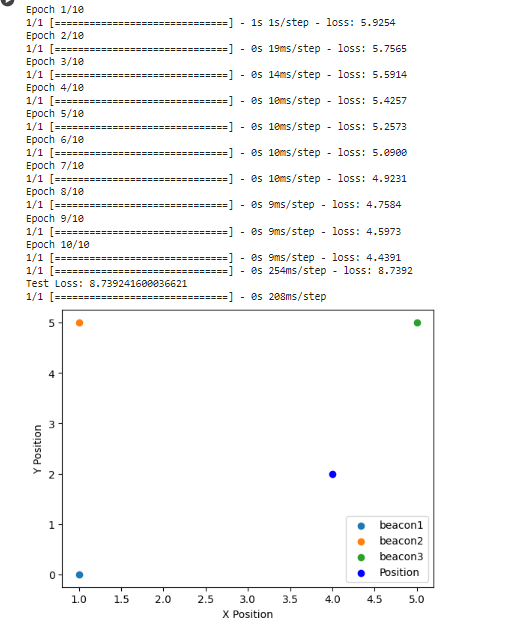 Epoch 1/10
1/1 [==============================] - 1s 1s/step - loss: 5.9254
Epoch 2/10
1/1 [==============================] - 0s 19ms/step - loss: 5.7565
Epoch 3/10
1/1 [==============================] - 0s 14ms/step - loss: 5.5914
Epoch 4/10
1/1 [==============================] - 0s 10ms/step - loss: 5.4257
Epoch 5/10
1/1 [==============================] - 0s 10ms/step - loss: 5.2573
Epoch 6/10
1/1 [==============================] - 0s 10ms/step - loss: 5.0900
Epoch 7/10
1/1 [==============================] - 0s 10ms/step - loss: 4.9231
Epoch 8/10
1/1 [==============================] - 0s 9ms/step - loss: 4.7584
Epoch 9/10
1/1 [==============================] - 0s 9ms/step - loss: 4.5973
Epoch 10/10
1/1 [==============================] - 0s 9ms/step - loss: 4.4391
1/1 [==============================] - 0s 254ms/step - loss: 8.7392
Test Loss: 8.739241600036621
1/1 [==============================] - 0s 208ms/step
5
4
3
2
1
0
Y Position
beacon1
beacon2
beacon3
Position
1.0 1.5 2.0 2.5 3.0 3.5 4.0 4.5 5.0
X Position